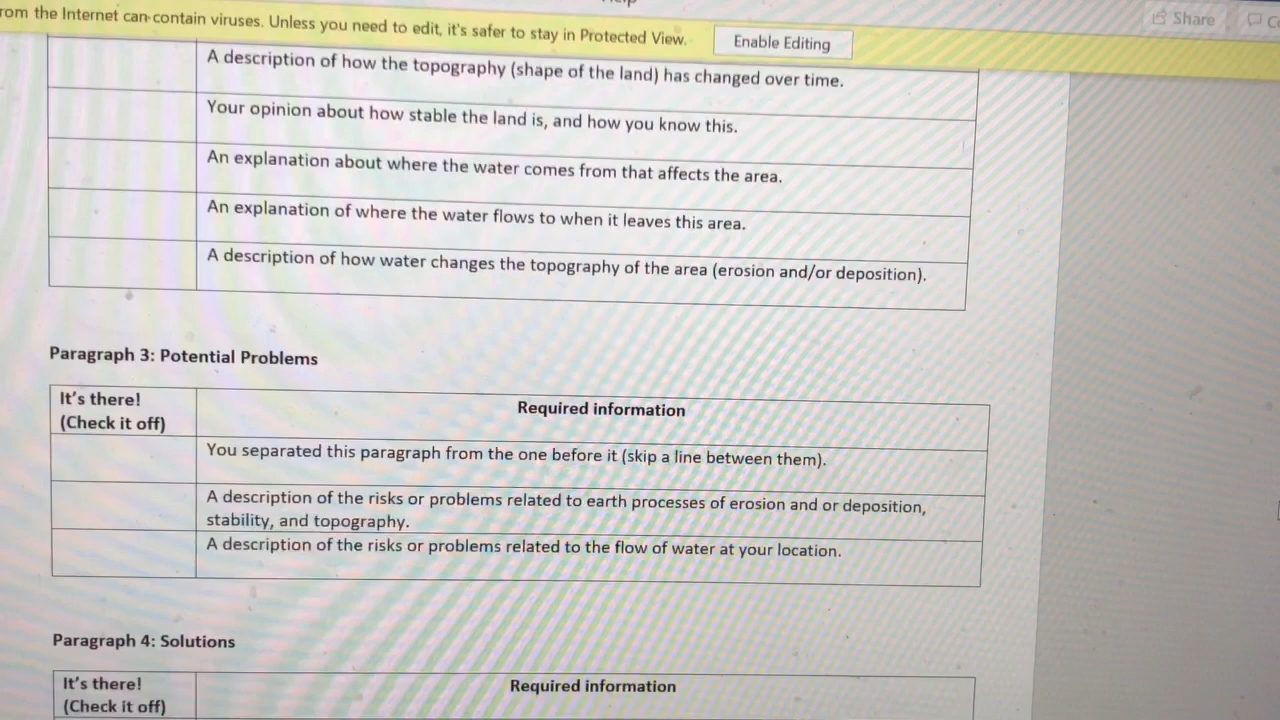 rom the Internet can contain viruses. Unless you need to edit, it's safer to stay in Protected View.
Enable Editing
Share
A description of how the topography (shape of the land) has changed over time.
Your opinion about how stable the land is, and how you know this.
An explanation about where the water comes from that affects the area.
An explanation of where the water flows to when it leaves this area.
A description of how water changes the topography of the area (erosion and/or deposition).
Paragraph 3: Potential Problems
It's there!
(Check it off)
Required information
You separated this paragraph from the one before it (skip a line between them).
A description of the risks or problems related to earth processes of erosion and or deposition,
stability, and topography.
A description of the risks or problems related to the flow of water at your location.
Paragraph 4: Solutions
It's there!
(Check it off)
Required information